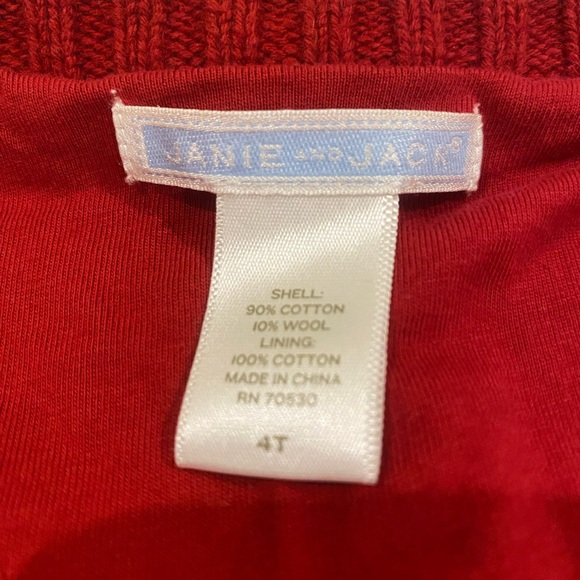 JANIE AND JACK®
SHELL:
90% COTTON
10% WOOL
LINING:
100% COTTON
MADE IN CHINA
RN 70530
4T